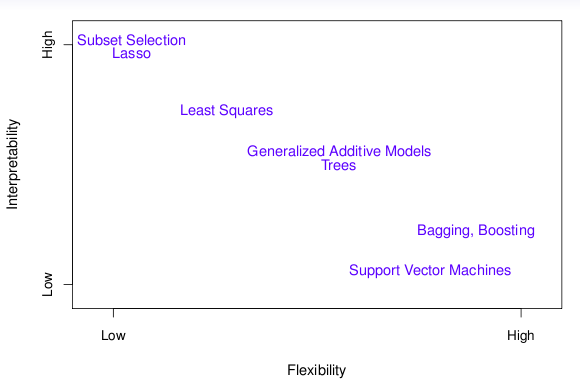 High
Subset Selection
Lasso
Least Squares
Interpretability
Generalized Additive Models
Trees
Bagging, Boosting
Support Vector Machines
Low
Low
High
Flexibility